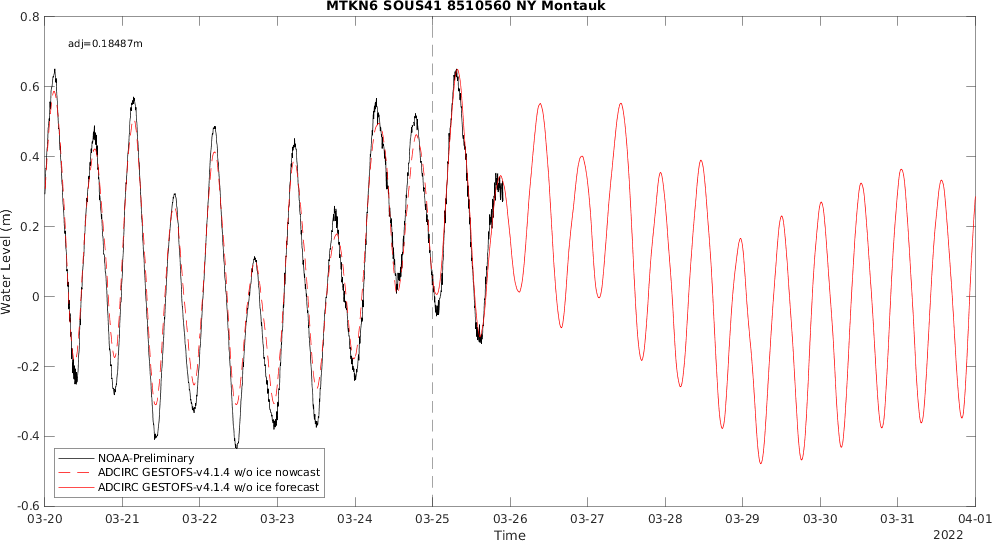 MTKN6 SOUS41 8510560 NY Montauk
adj=0.18487m
0.8
0.6
0.4
0.2
0
-0.2
-0.4
-0.6
Water Level (m)
NOAA-Preliminary
ADCIRC GESTOFS-v4.1.4 w/o ice nowcast
ADCIRC GESTOFS-v4.1.4 w/o ice forecast
03-20 03-21 03-22 03-23 03-24 03-25 03-26 03-27 03-28 03-29 03-30 03-31 04-01
Time
2022